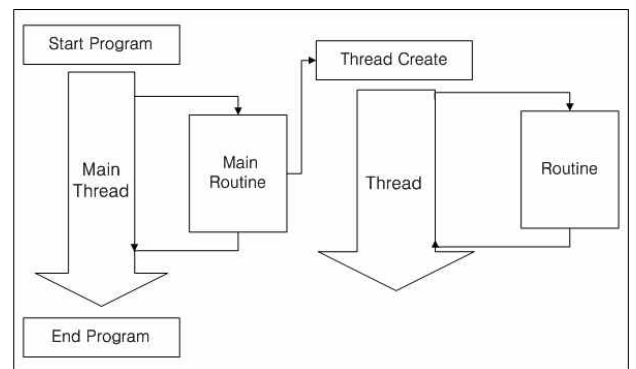 Start Program
Thread Create
Main
Thread
Main
Routine
Thread
Routine
End Program